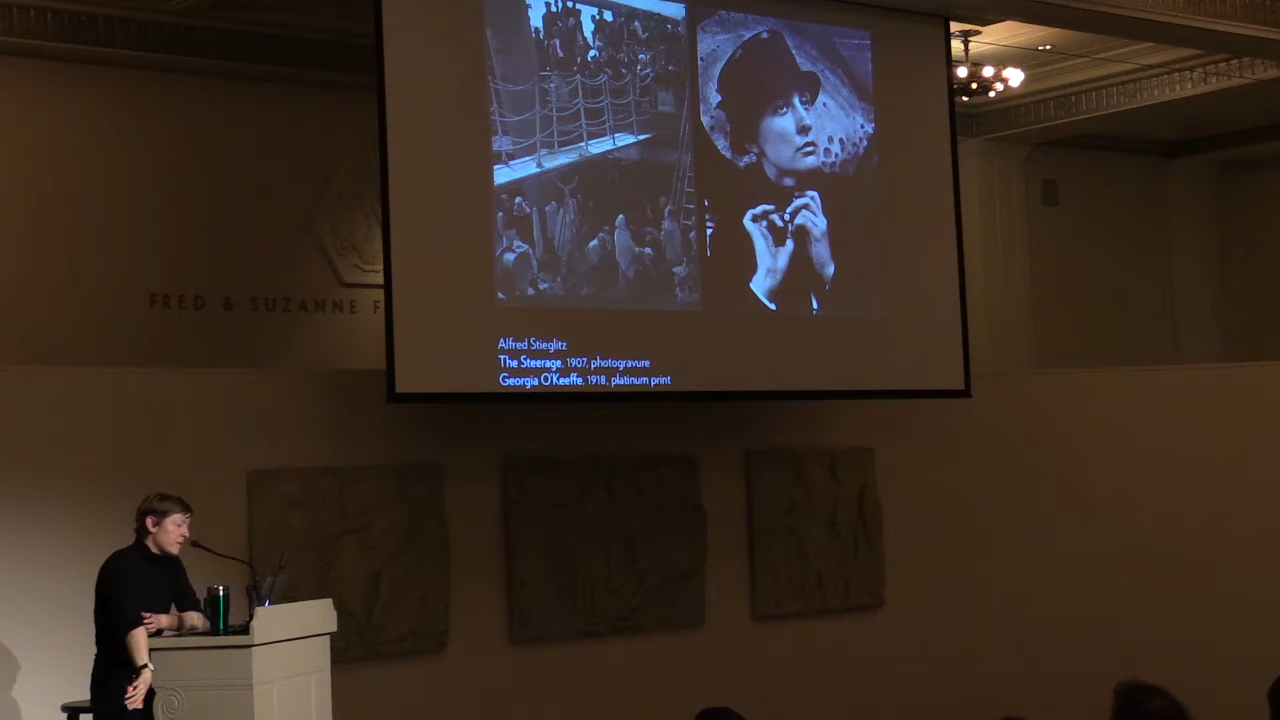 FRED & SUZANNE F
Alfred Stieglitz
The Steerage, 1907, photogravure
Georgia O'Keeffe, 1918, platinum print